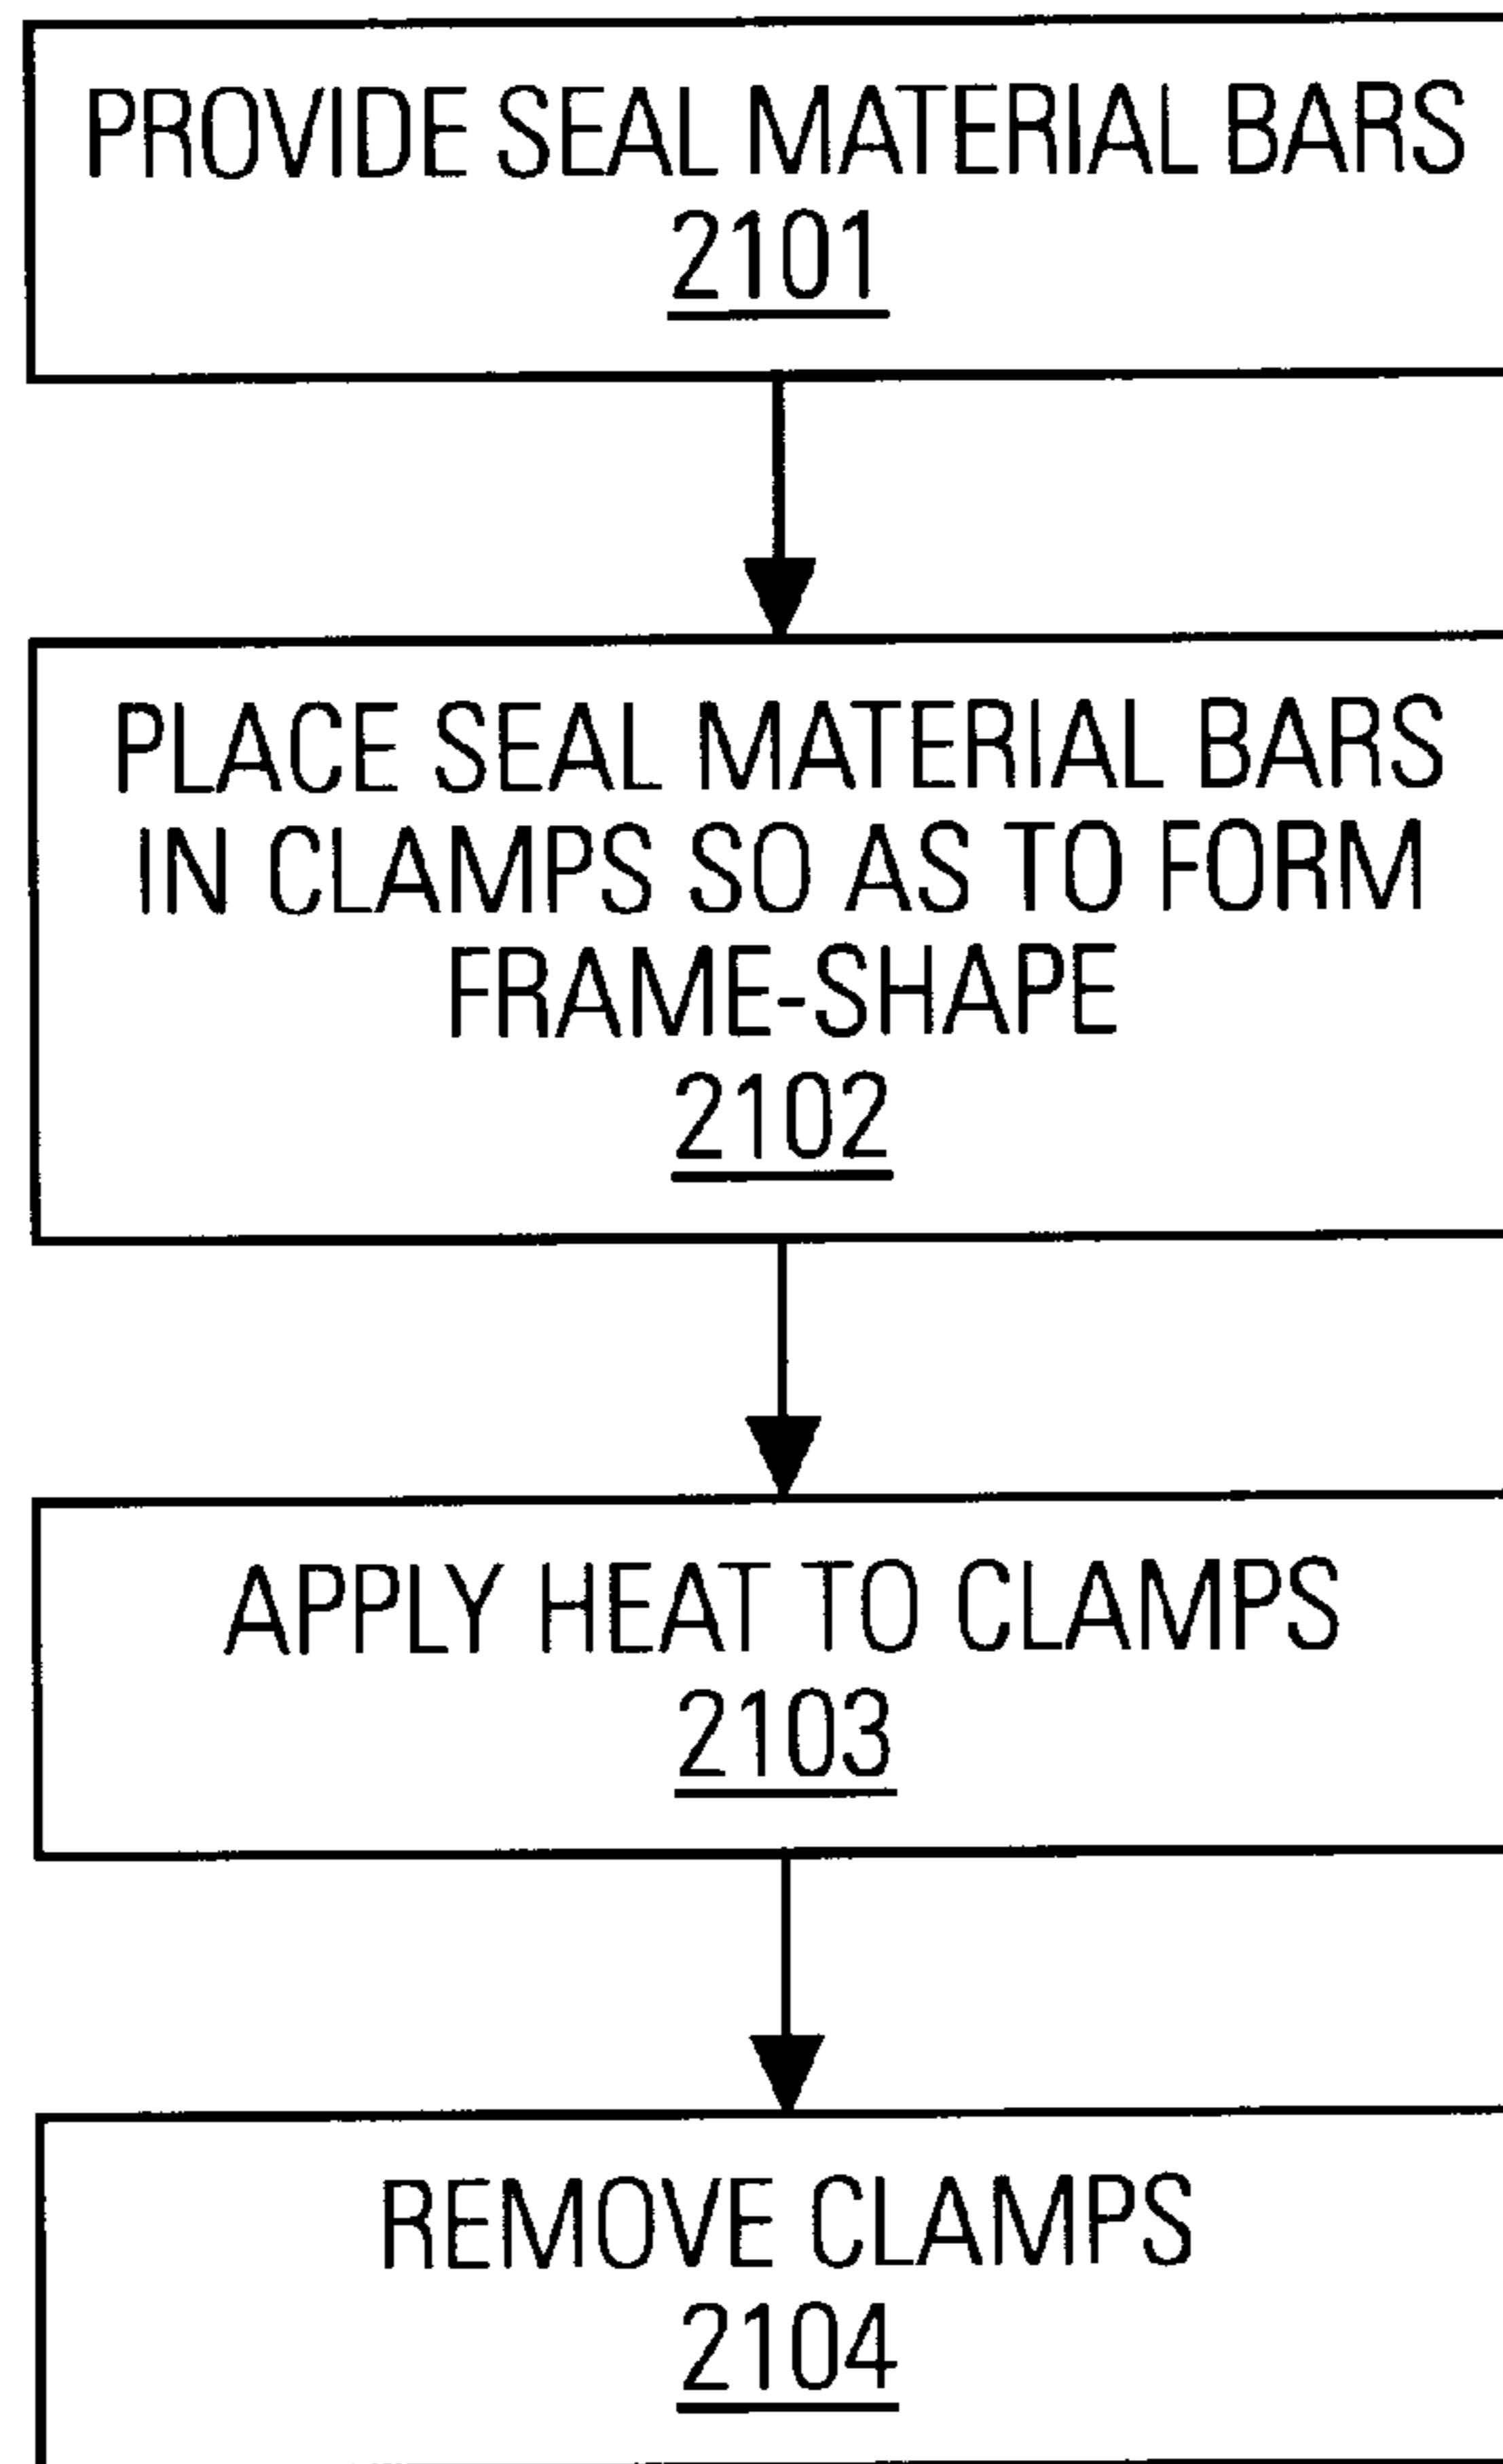 PROVIDE SEAL MATERIAL BARS
2101
PLACE SEAL MATERIAL BARS
IN CLAMPS SO AS TO FORM
FRAME-SHAPE
2102
APPLY HEAT TO CLAMPS
2103
REMOVE CLAMPS
2104